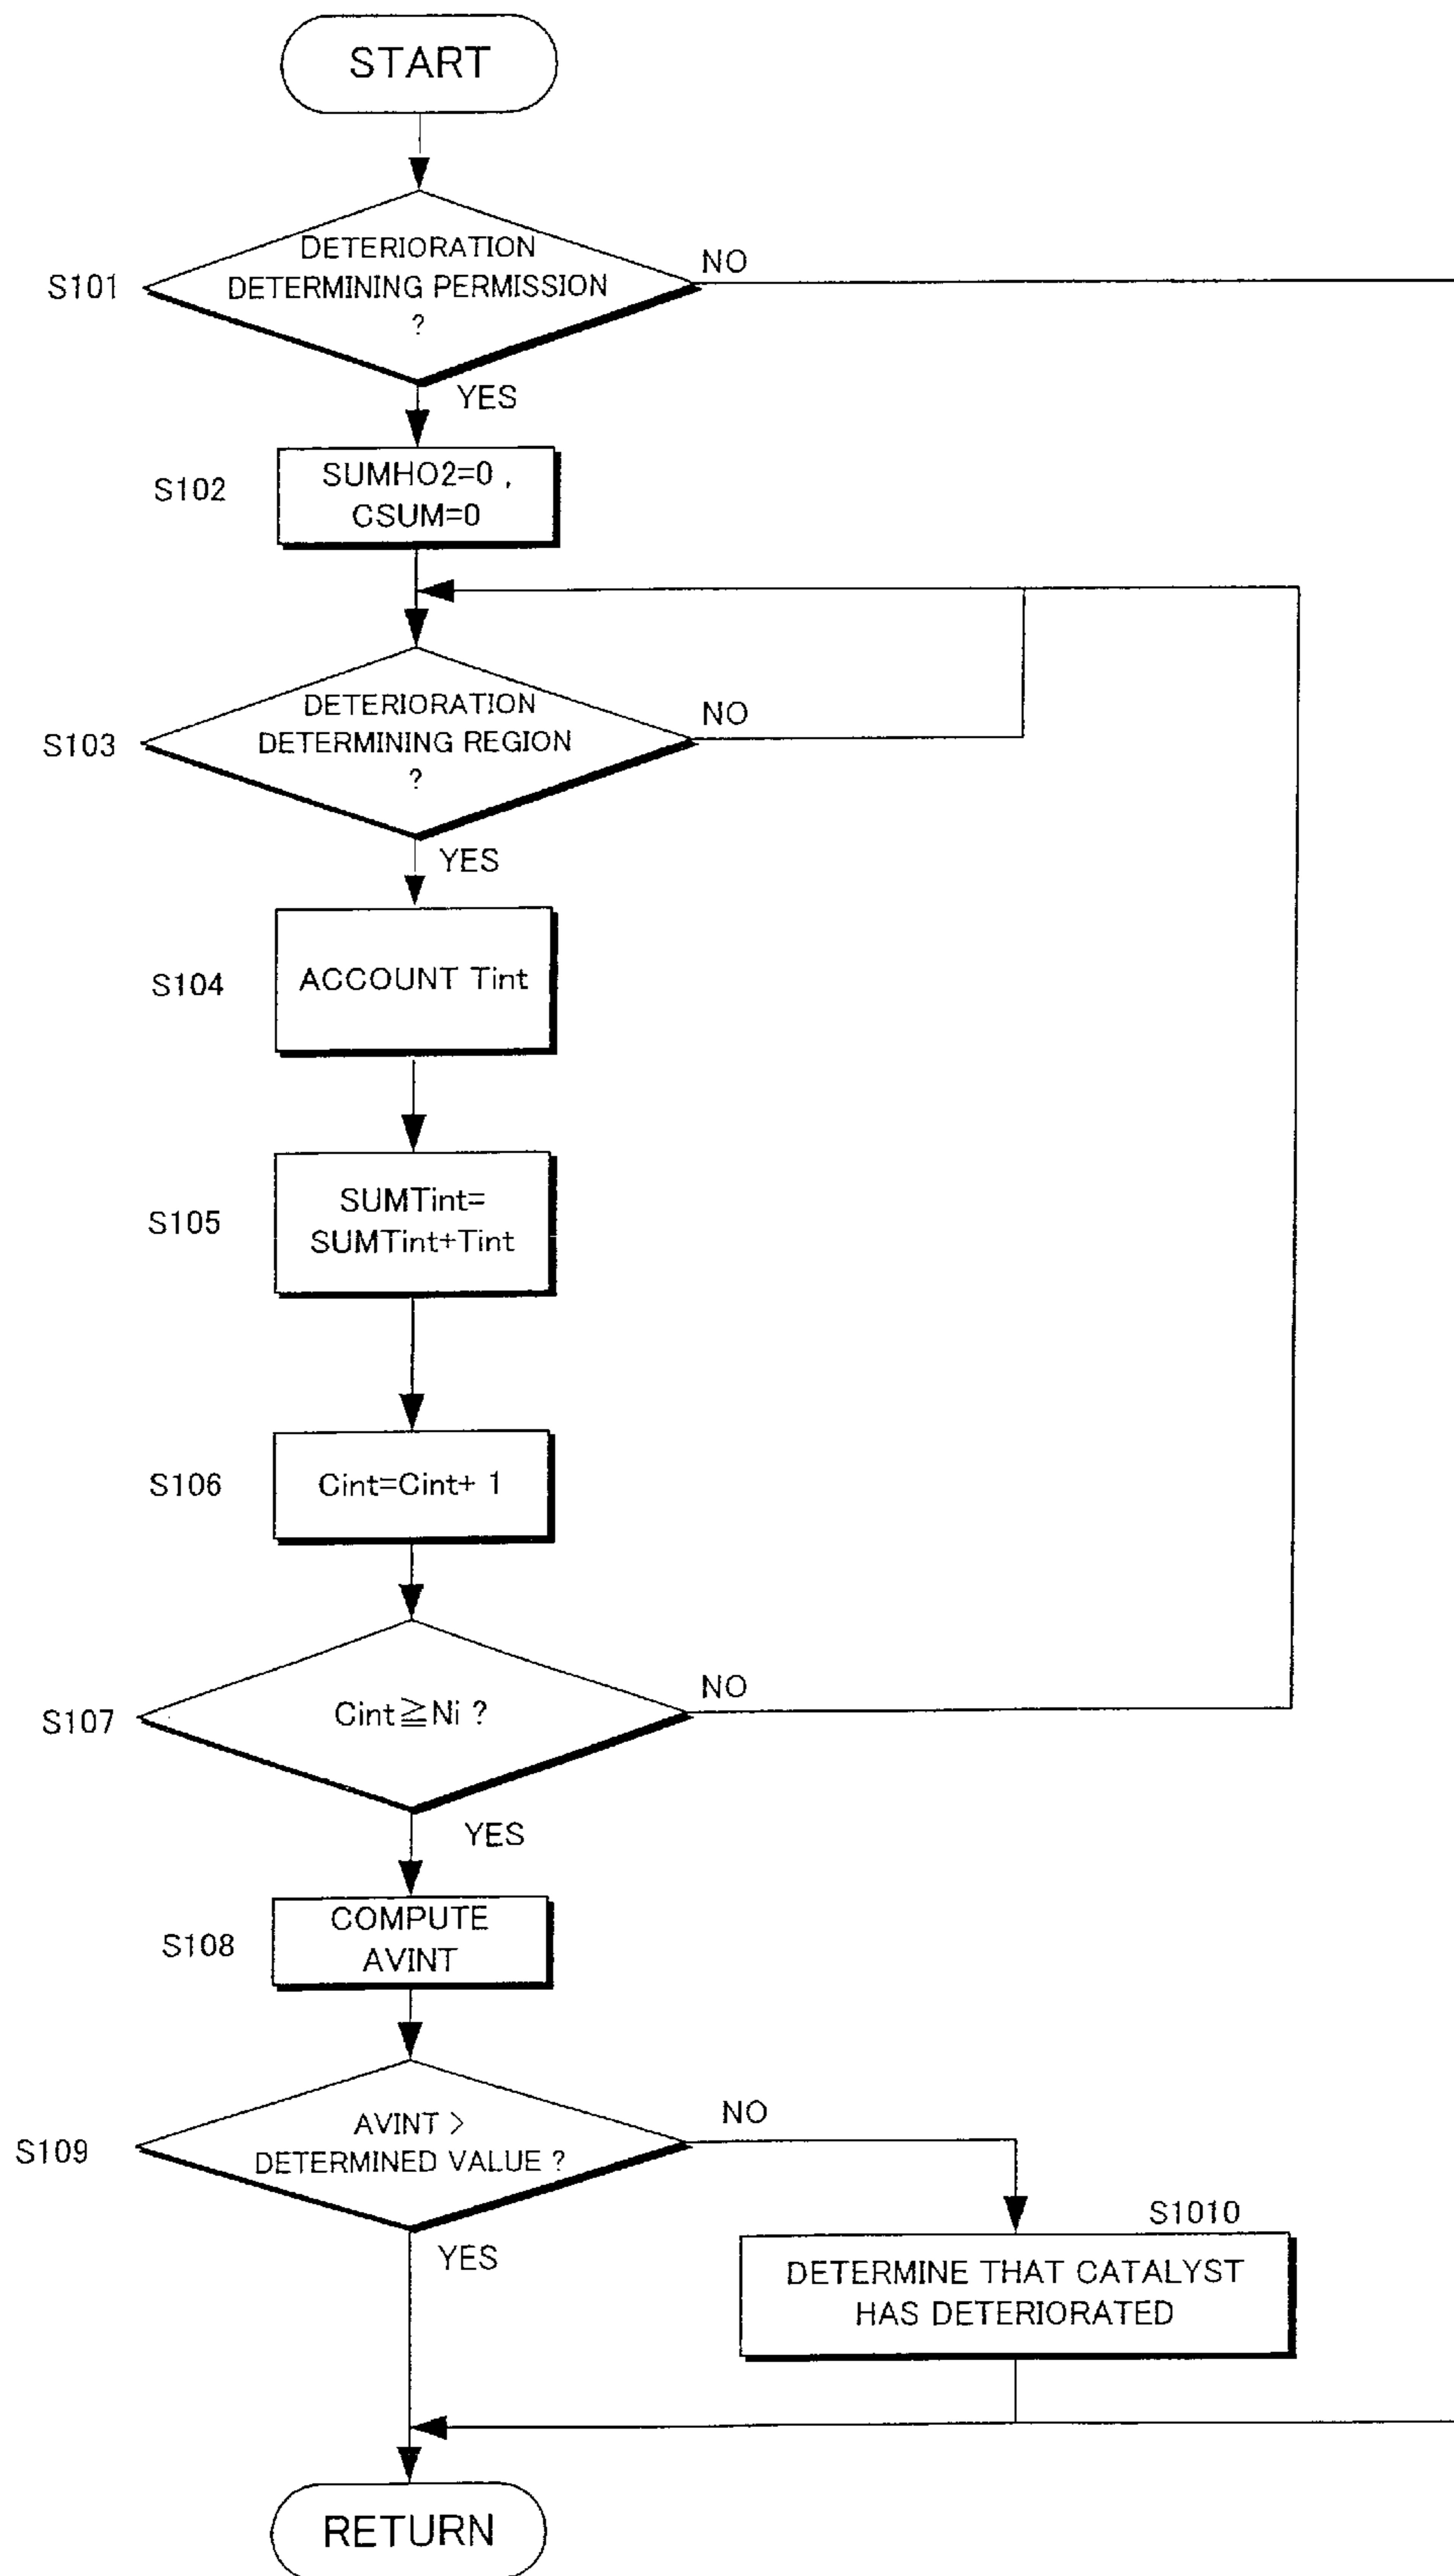 START
DETERIORATION
DETERMINING PERMISSION
?
NO
S101
YES
S102
SUMHO2=0 ,
CSUM=0
DETERIORATION
DETERMINING REGION
?
NO
S103
YES
S104
ACCOUNT Tint
S105
SUMTint=
SUMTint+Tint
S106
Cint=Cint+ 1
S107
Cint≧Ni ?
NO
YES
S108
COMPUTE
AVINT
S109
AVINT >
DETERMINED VALUE ?
NO
YES
S1010
DETERMINE THAT CATALYST
HAS DETERIORATED
RETURN